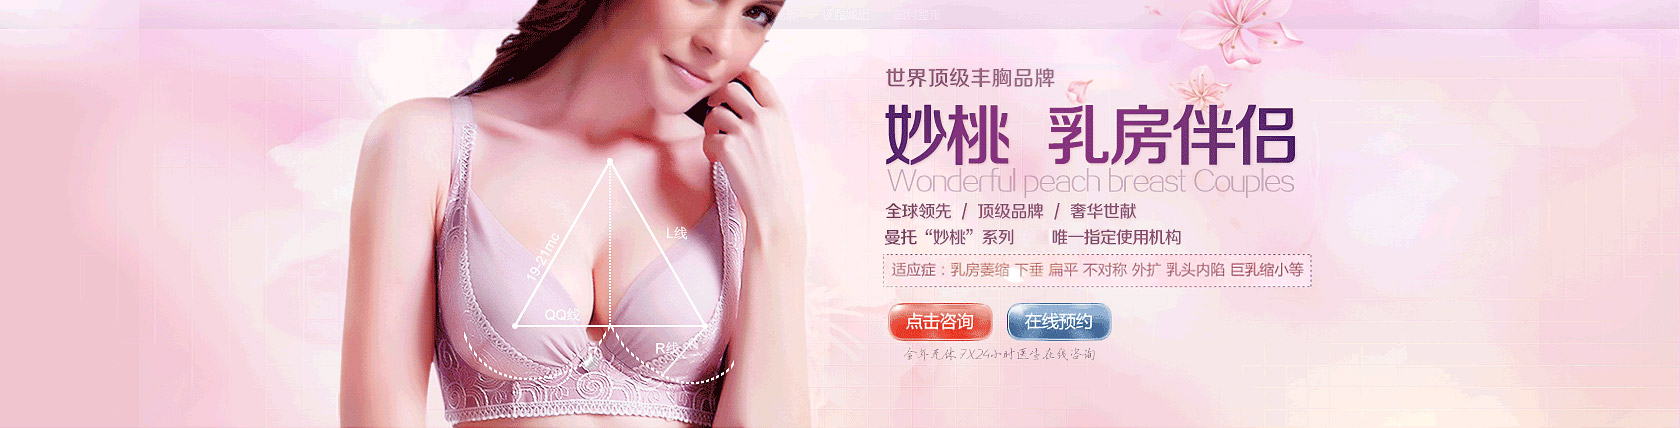 世界顶级丰胸品牌
妙桃 乳房伴侣
Wonderful peach breast Couples
全球领先 / 顶级品牌 / 奢华世献
曼托“妙桃”系列 唯一指定使用机构
适应症：乳房萎缩 下垂 扁平 不对称 外扩 乳头内陷 巨乳缩小等
点击咨询 在线预约
全年无休 7X24小时医生在线咨询
L线
19-21mc
QQ线
R线